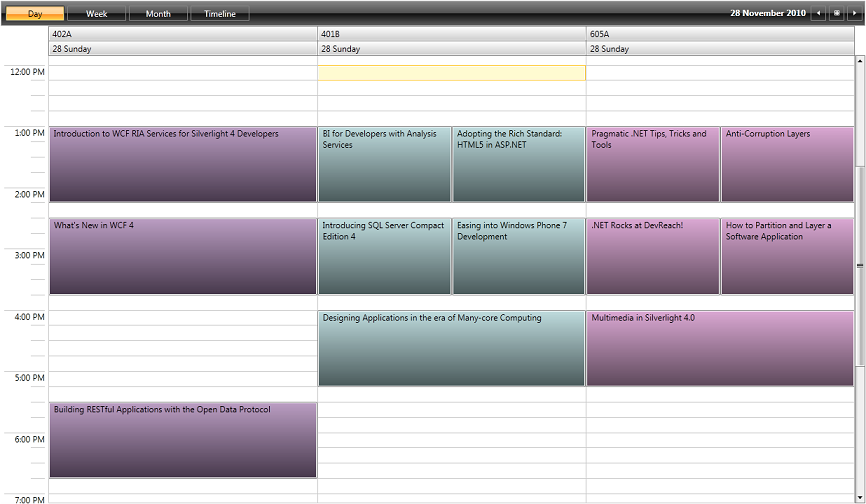 Day Week Month Timeline 28 November 2010
402A 401B 605A
28 Sunday 28 Sunday 28 Sunday
12:00 PM
1:00 PM
Introduction to WCF RIA Services for Silverlight 4 Developers
BI for Developers with Analysis
Services
Adopting the Rich Standard:
HTML5 in ASP.NET
Pragmatic .NET Tips, Tricks and
Tools
Anti-Corruption Layers
2:00 PM
What's New in WCF 4
Introducing SQL Server Compact
Edition 4
Easing into Windows Phone 7
Development
.NET Rocks at DevReach!
How to Partition and Layer a
Software Application
3:00 PM
4:00 PM
Designing Applications in the era of Many-core Computing
Multimedia in Silverlight 4.0
5:00 PM
Building RESTful Applications with the Open Data Protocol
6:00 PM
7:00 PM